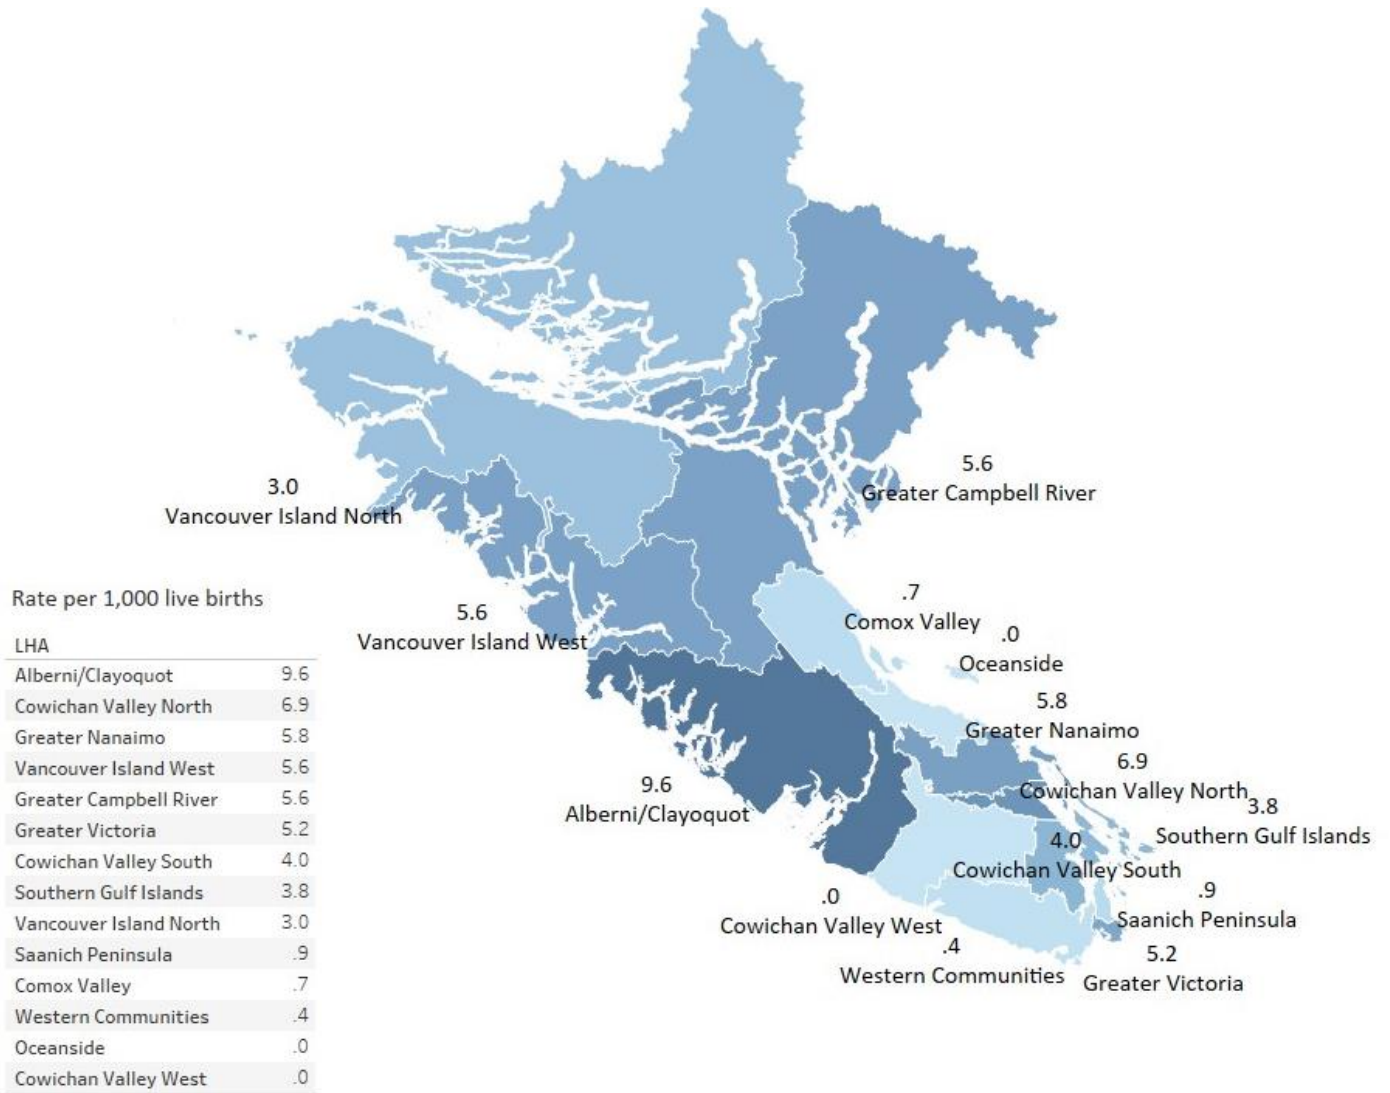 5.6
Greater Campbell River
3.0
Vancouver Island North
.7
Comox Valley
.0
Oceanside
5.6
Vancouver Island West
5.8
Greater Nanaimo
6.9
Cowichan Valley North
3.8
Southern Gulf Islands
9.6
Alberni/Clayoquot
4.0
Cowichan Valley South
.9
Saanich Peninsula
.0
Cowichan Valley West
.4
Western Communities
5.2
Greater Victoria
Rate per 1,000 live births
LHA
Alberni/Clayoquot 9.6
Cowichan Valley North 6.9
Greater Nanaimo 5.8
Vancouver Island West 5.6
Greater Campbell River 5.6
Greater Victoria 5.2
Cowichan Valley South 4.0
Southern Gulf Islands 3.8
Vancouver Island North 3.0
Saanich Peninsula .9
Comox Valley .7
Western Communities .4
Oceanside .0
Cowichan Valley West .0